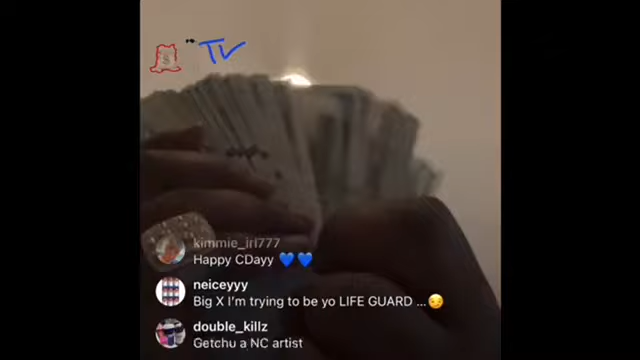 TV
kimmie_irl777
Happy CDayy 💙💙
neiceyyy
Big X I'm trying to be yo LIFE GUARD ...😏
double_killz
Getchu a NC artist